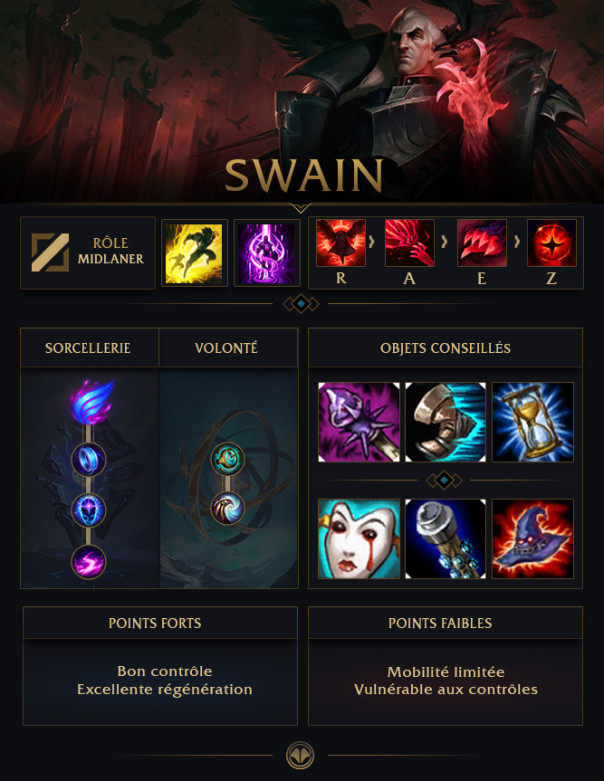 SWAIN
RÔLE
MIDLANER
R
A
E
Z
SORCELLERIE
VOLONTÉ
OBJETS CONSEILLÉS
POINTS FORTS
Bon contrôle
Excellente régénération
POINTS FAIBLES
Mobilité limitée
Vulnérable aux contrôles